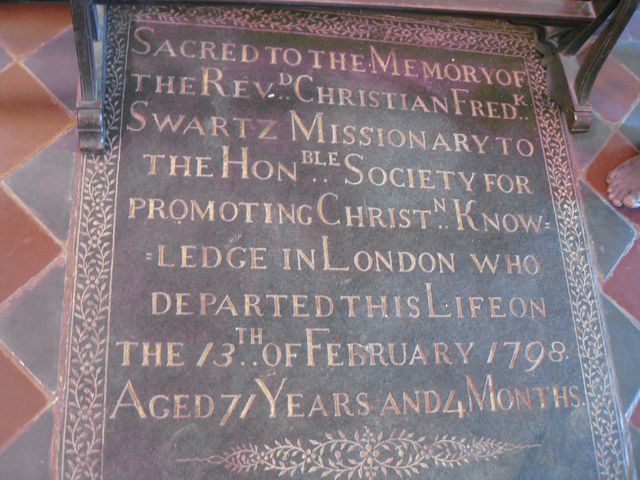 SACRED TO THE MEMORY OF
THE REV.D CHRISTIAN FRED.K
SWARTZ MISSIONARY TO
THE HON.BLE SOCIETY FOR
PROMOTING CHRIST.N KNOW=
=LEDGE IN LONDON WHO
DEPARTED THIS LIFE ON
THE 13.TH OF FEBRUARY 1798.
AGED 71 YEARS AND 4 MONTHS.